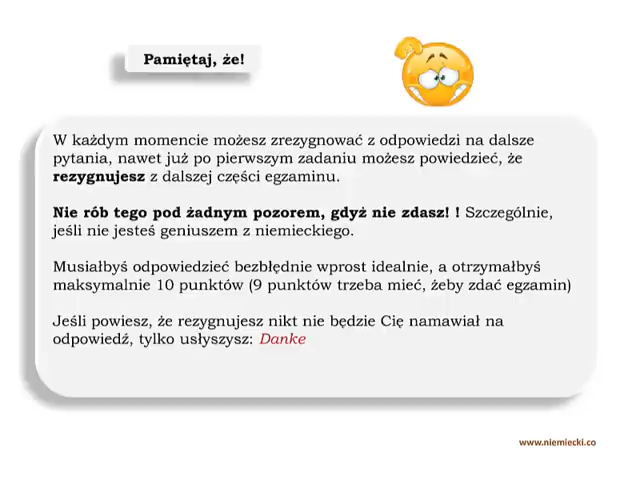 Pamiętaj, że!
W każdym momencie możesz zrezygnować z odpowiedzi na dalsze
pytania, nawet już po pierwszym zadaniu możesz powiedzieć, że
rezygnujesz z dalszej części egzaminu.
Nie rób tego pod żadnym pozorem, gdyż nie zdasz! ! Szczególnie,
jeśli nie jesteś geniuszem z niemieckiego.
Musiałbyś odpowiedzieć bezbłędnie wprost idealnie, a otrzymałbyś
maksymalnie 10 punktów (9 punktów trzeba mieć, żeby zdać egzamin)
Jeśli powiesz, że rezygnujesz nikt nie będzie Cię namawiał na
odpowiedź, tylko usłyszysz: Danke
www.niemiecki.co